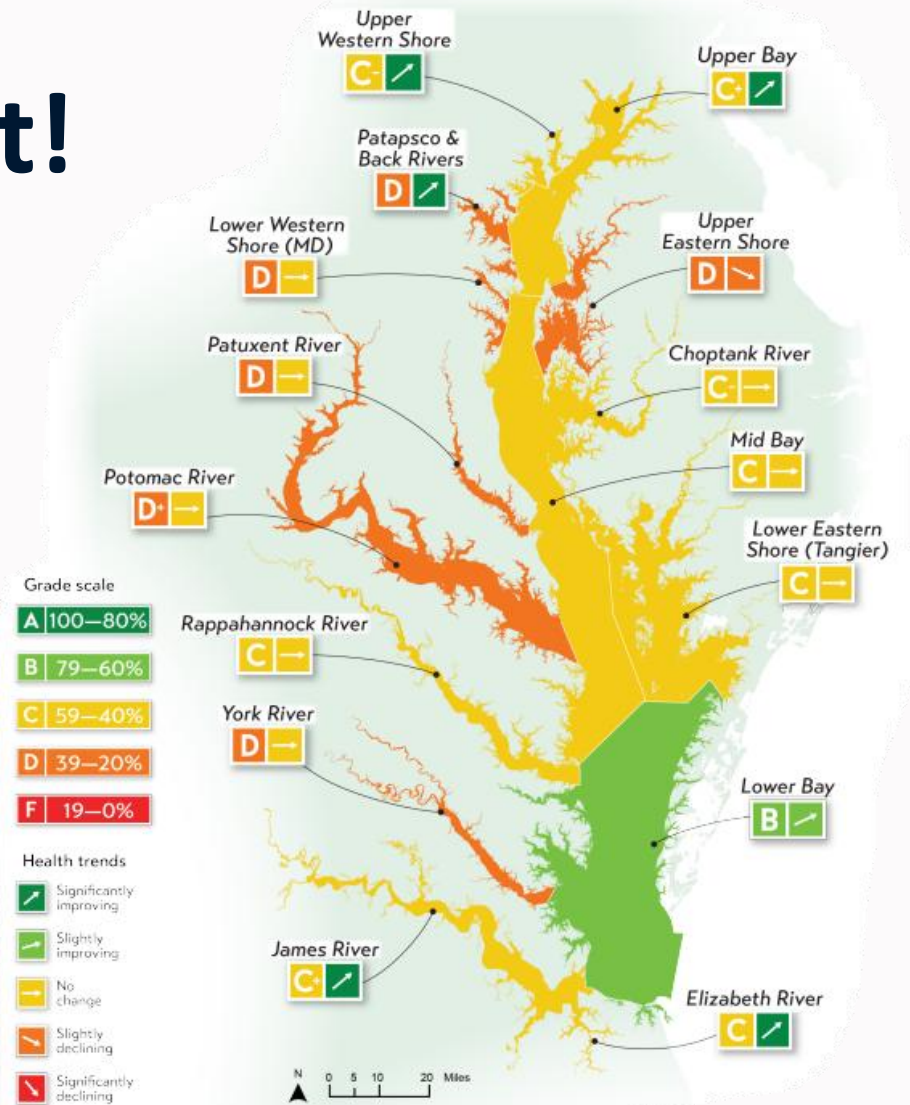 t!
Upper
Western Shore
C-
Upper Bay
C+
Patapsco &
Back Rivers
D
Lower Western
Shore (MD)
D
Upper
Eastern Shore
D
Patuxent River
D
Choptank River
C-
Mid Bay
C
Potomac River
D+
Lower Eastern
Shore (Tangier)
C
Rappahannock River
C
York River
D
Lower Bay
B
James River
C+
Elizabeth River
C
Grade scale
A 100—80%
B 79—60%
C 59—40%
D 39—20%
F 19—0%
Health trends
Significantly
improving
Slightly
improving
No
change
Slightly
declining
Significantly
declining
N
0 5 10 20 Miles